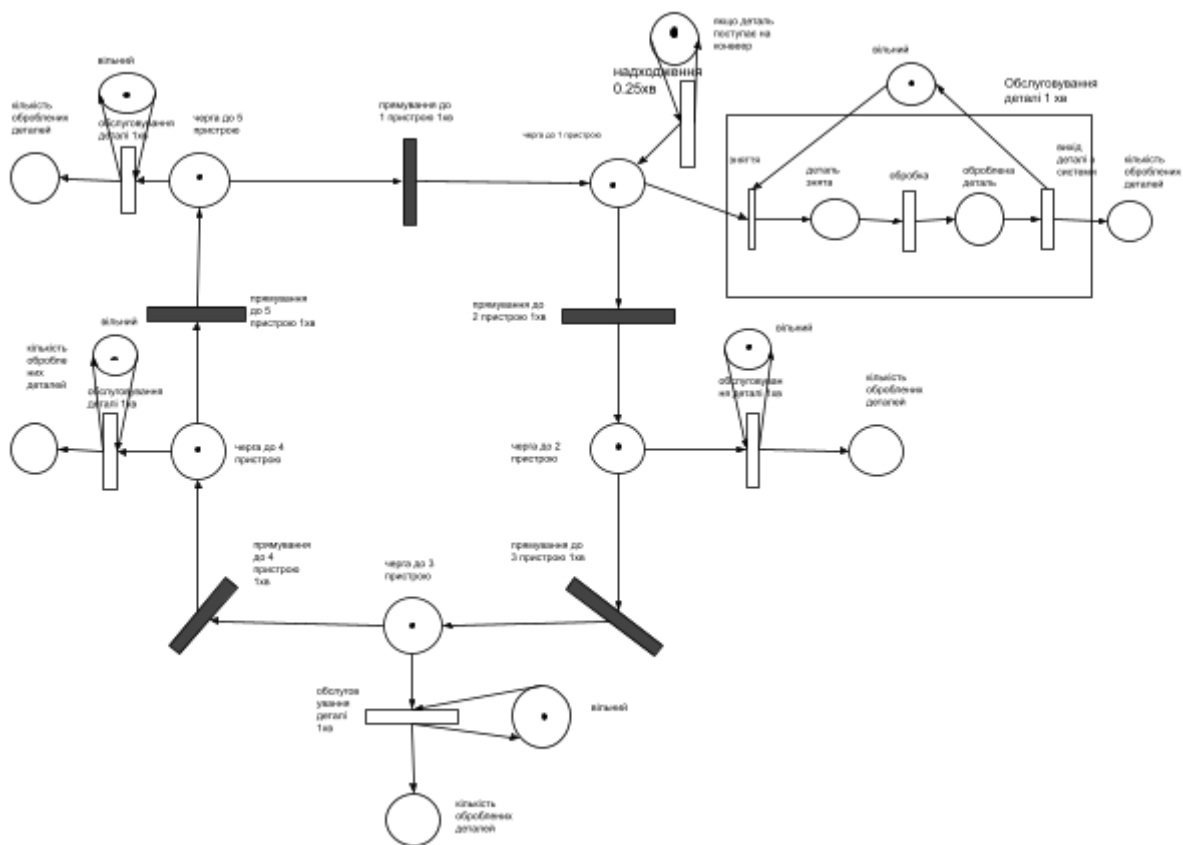 якщо деталь
поступає на
конвеєр
надходження
0.25хв
вільний
Обслуговування
деталі 1 хв
вільний
кількість
оброблених
деталей
обслуговування
деталі 1хв
черга до 5
пристрою
прямування до
1 пристрою 1хв
черга до 1 пристрою
зняття
деталь
знята
обробка
оброблена
деталь
вихід
деталі з
системи
кількість
оброблених
деталей
прямування
до 5
пристрою 1хв
прямування до
2 пристрою 1хв
вільний
кількість
обробле
них
деталей
обслуговування
деталі 1хв
черга до 4
пристрою
вільний
обслуговуван
ня деталі 1хв
кількість
оброблених
деталей
черга до 2
пристрою
прямування
до 4
пристрою
1хв
черга до 3
пристрою
прямування до
3 пристрою 1хв
обслугов
ування
деталі
1хв
вільний
кількість
оброблених
деталей